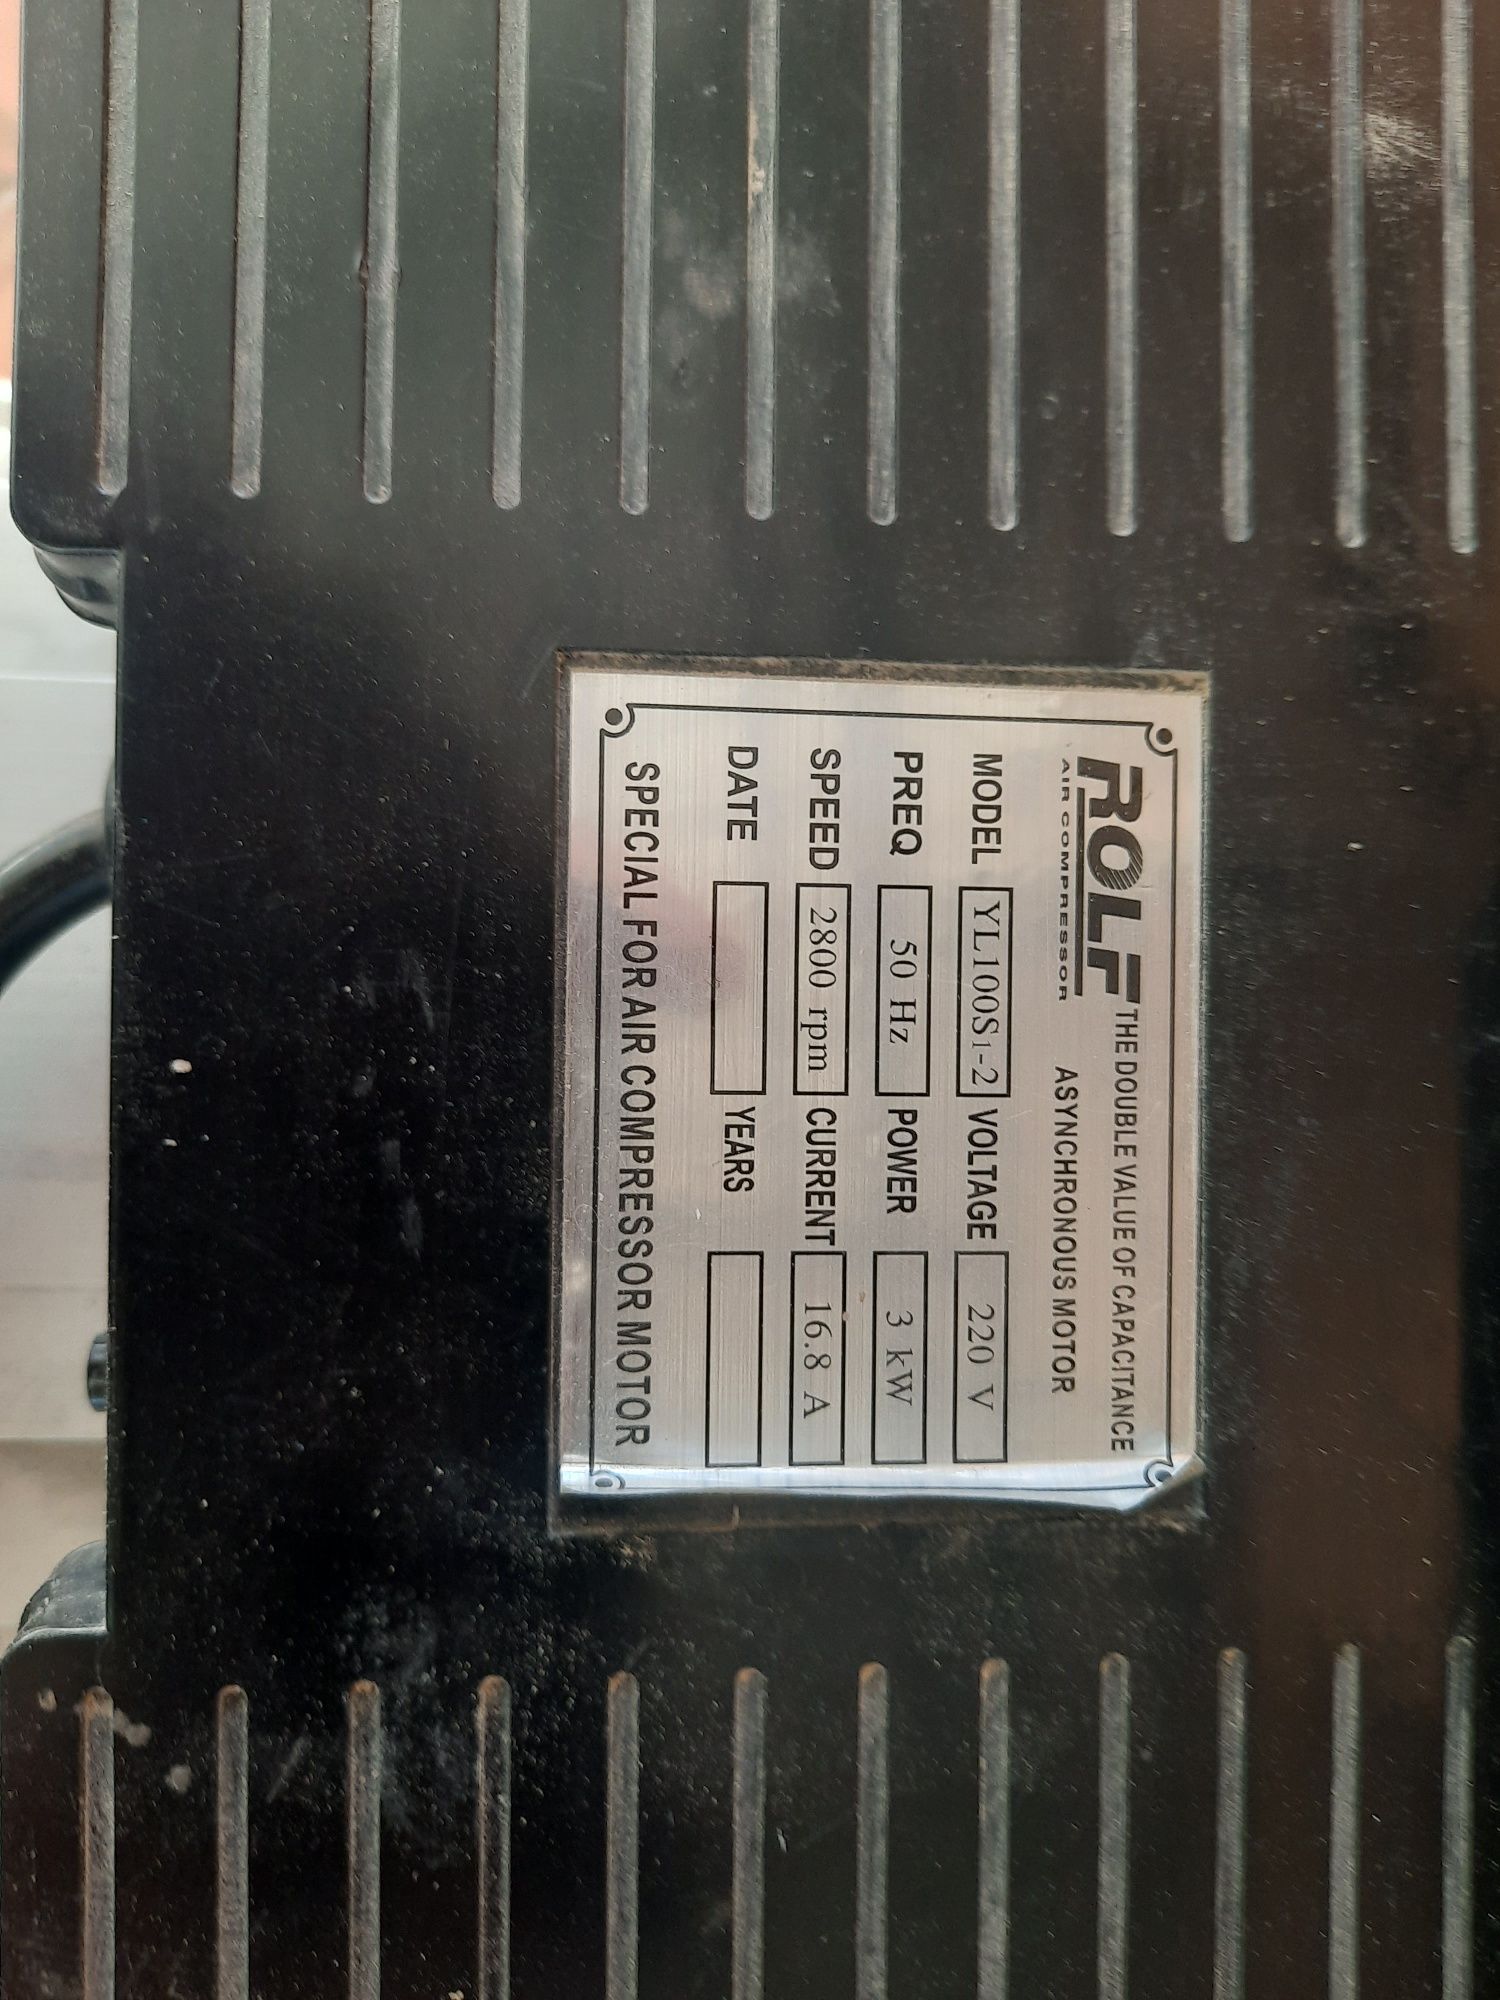 ROLF THE DOUBLE VALUE OF CAPACITANCE
AIR COMPRESSOR ASYNCHRONOUS MOTOR
MODEL YL100S1-2 VOLTAGE 220 V
PREQ 50 Hz POWER 3 kW
SPEED 2800 rpm CURRENT 16.8 A
DATE YEARS
SPECIAL FOR AIR COMPRESSOR MOTOR